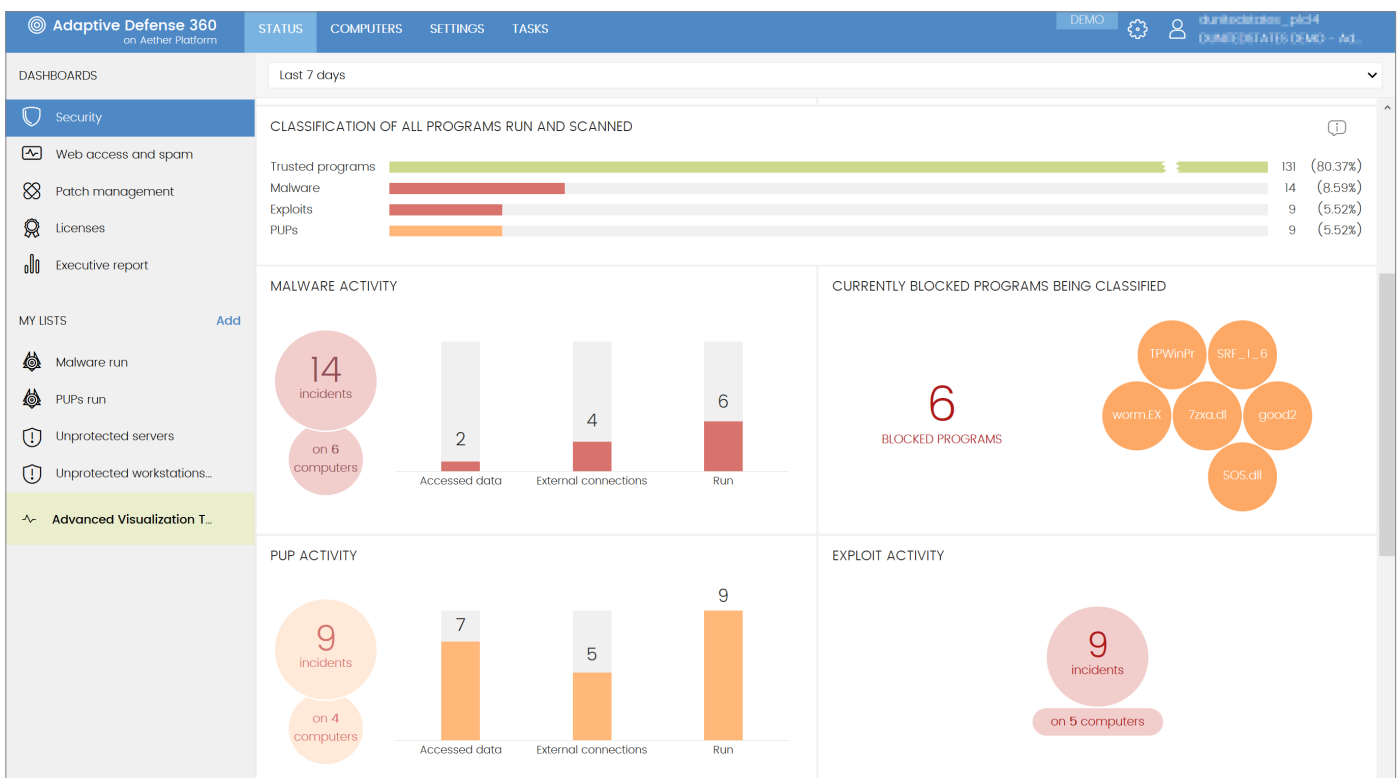 Adaptive Defense 360
on Aether Platform
STATUS
COMPUTERS
SETTINGS
TASKS
DEMO
DASHBOARDS
Last 7 days
Security
Web access and spam
Patch management
Licenses
Executive report
MY LISTS
Add
Malware run
PUPs run
Unprotected servers
Unprotected workstations...
Advanced Visualization T...
CLASSIFICATION OF ALL PROGRAMS RUN AND SCANNED
Trusted programs 131 (80.37%)
Malware 14 (8.59%)
Exploits 9 (5.52%)
PUPs 9 (5.52%)
MALWARE ACTIVITY
14
incidents
on 6
computers
2
4
6
Accessed data
External connections
Run
CURRENTLY BLOCKED PROGRAMS BEING CLASSIFIED
6
BLOCKED PROGRAMS
TPWinPr
SRF_1_6
worm.EX
7zxa.dl
good2
SOS.dll
PUP ACTIVITY
9
incidents
on 4
computers
7
5
9
Accessed data
External connections
Run
EXPLOIT ACTIVITY
9
incidents
on 5 computers